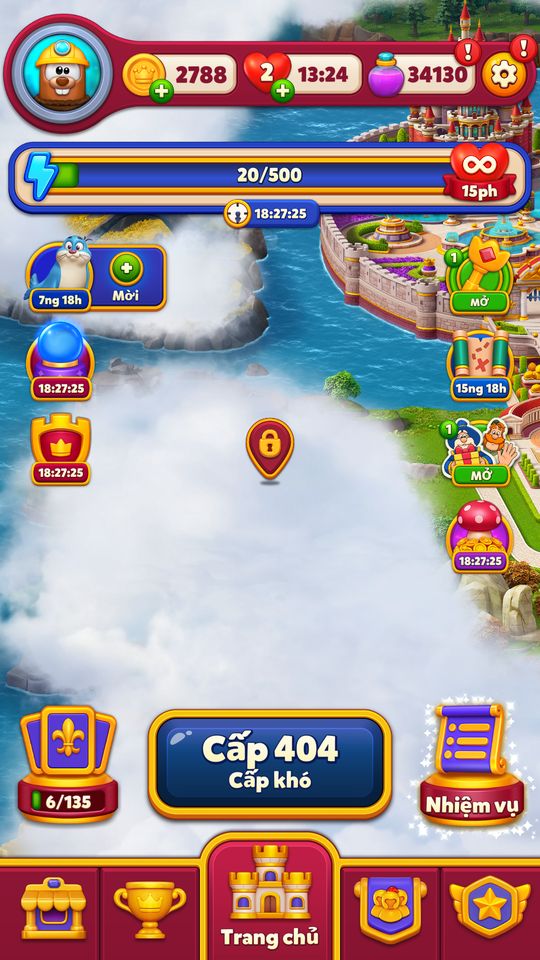 2788
2
13:24
34130
!
!
20/500
15ph
18:27:25
7ng 18h
Mời
1
MỞ
18:27:25
15ng 18h
18:27:25
1
MỞ
18:27:25
Cấp 404
Cấp khó
6/135
Nhiệm vụ
Trang chủ